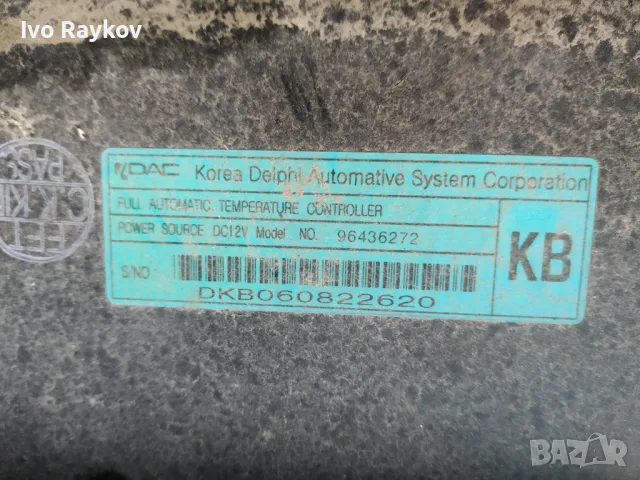 Ivo Raykov
KDAC Korea Delphi Automative System Corporation
FULL AUTOMATIC TEMPERATURE CONTROLLER
POWER SOURCE DC12V Model NO. 96436272
KB
S/NO
DKB060822620
PASS
BAZAR